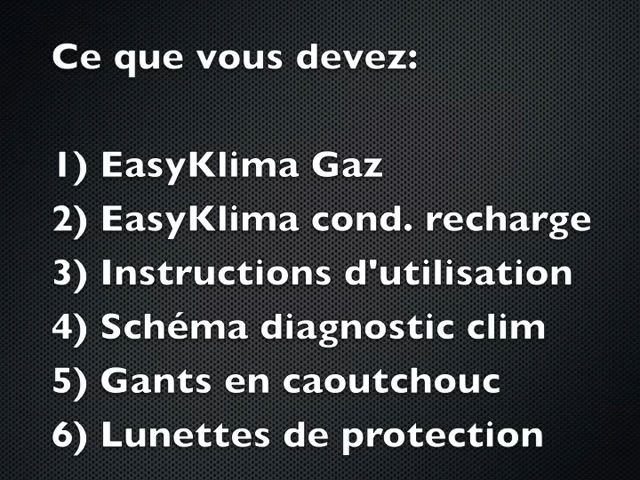 Ce que vous devez:
1) EasyKlima Gaz
2) EasyKlima cond. recharge
3) Instructions d'utilisation
4) Schéma diagnostic clim
5) Gants en caoutchouc
6) Lunettes de protection